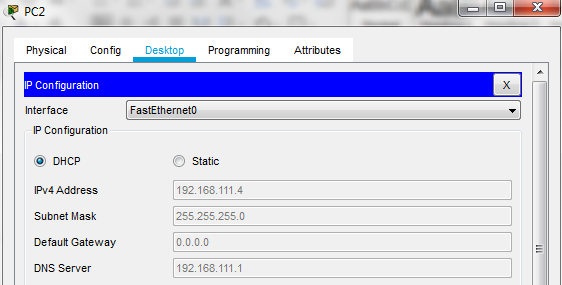 PC2
Physical Config Desktop Programming Attributes
IP Configuration X
Interface FastEthernet0
IP Configuration
DHCP Static
IPv4 Address 192.168.111.4
Subnet Mask 255.255.255.0
Default Gateway 0.0.0.0
DNS Server 192.168.111.1